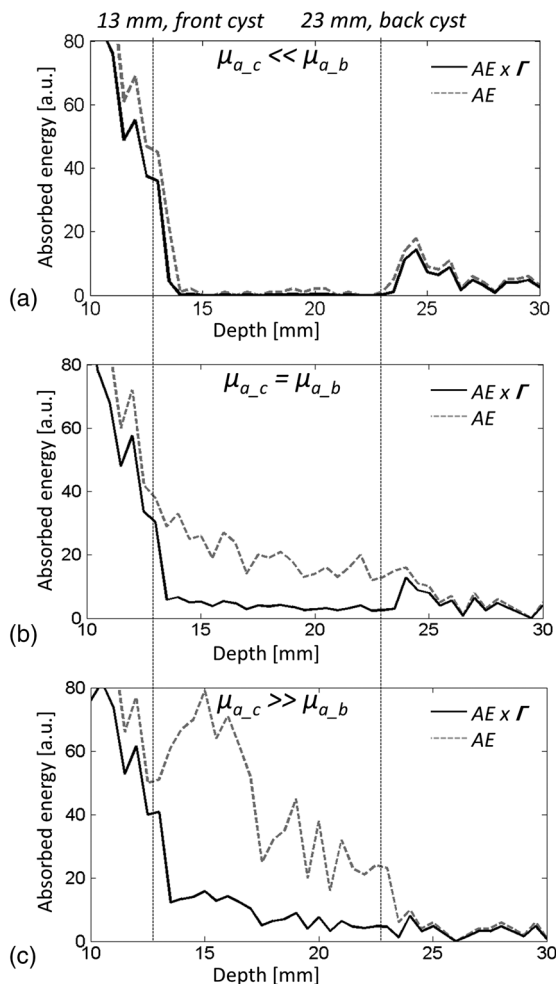 13 mm, front cyst 23 mm, back cyst
80
60
40
20
0
Absorbed energy [a.u.]
μa_c << μa_b
AE x Γ
AE
10 15 20 25 30
(a)
Depth [mm]
80
60
40
20
0
Absorbed energy [a.u.]
μa_c = μa_b
AE x Γ
AE
10 15 20 25 30
(b)
Depth [mm]
80
60
40
20
0
Absorbed energy [a.u.]
μa_c >> μa_b
AE x Γ
AE
10 15 20 25 30
(c)
Depth [mm]